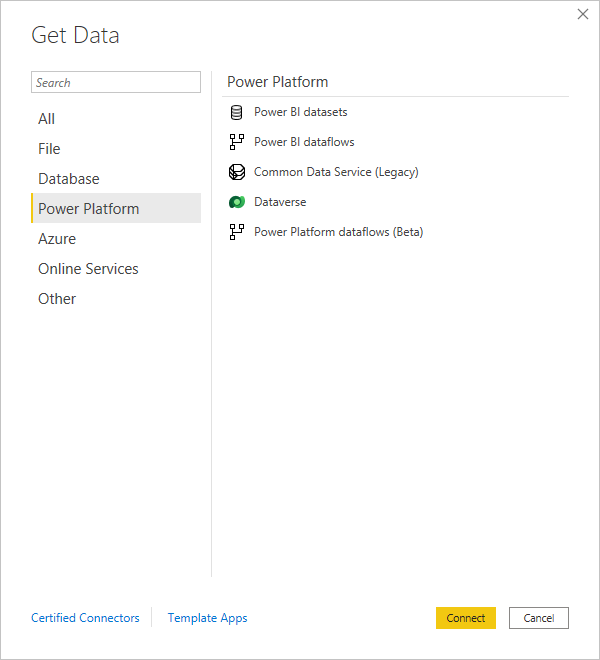 Get Data
Search
All
File
Database
Power Platform
Azure
Online Services
Other
Power Platform
Power BI datasets
Power BI dataflows
Common Data Service (Legacy)
Dataverse
Power Platform dataflows (Beta)
Certified Connectors
Template Apps
Connect
Cancel